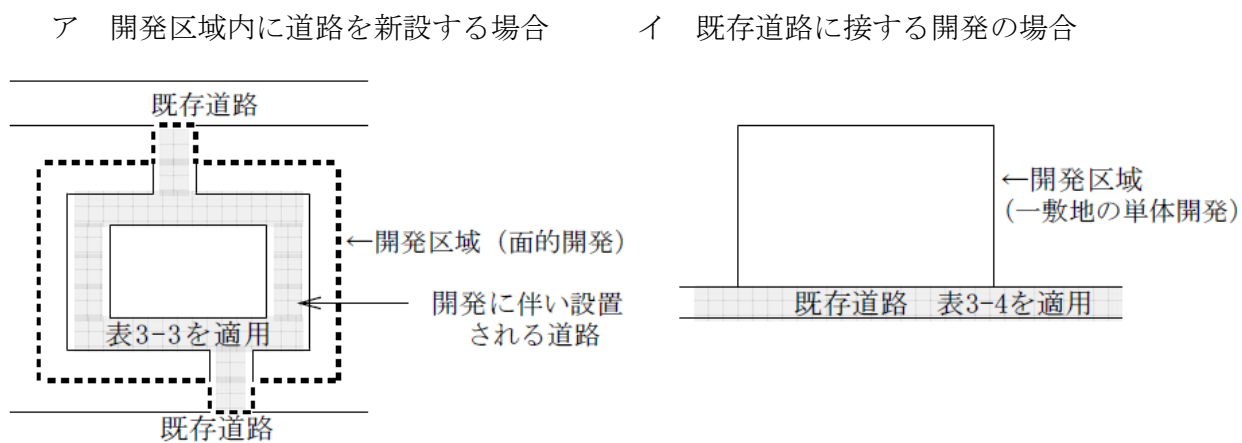 ア　開発区域内に道路を新設する場合
既存道路
←開発区域（面的開発）
開発に伴い設置
される道路
表3-3を適用
既存道路
イ　既存道路に接する開発の場合
←開発区域
（一敷地の単体開発）
既存道路　表3-4を適用